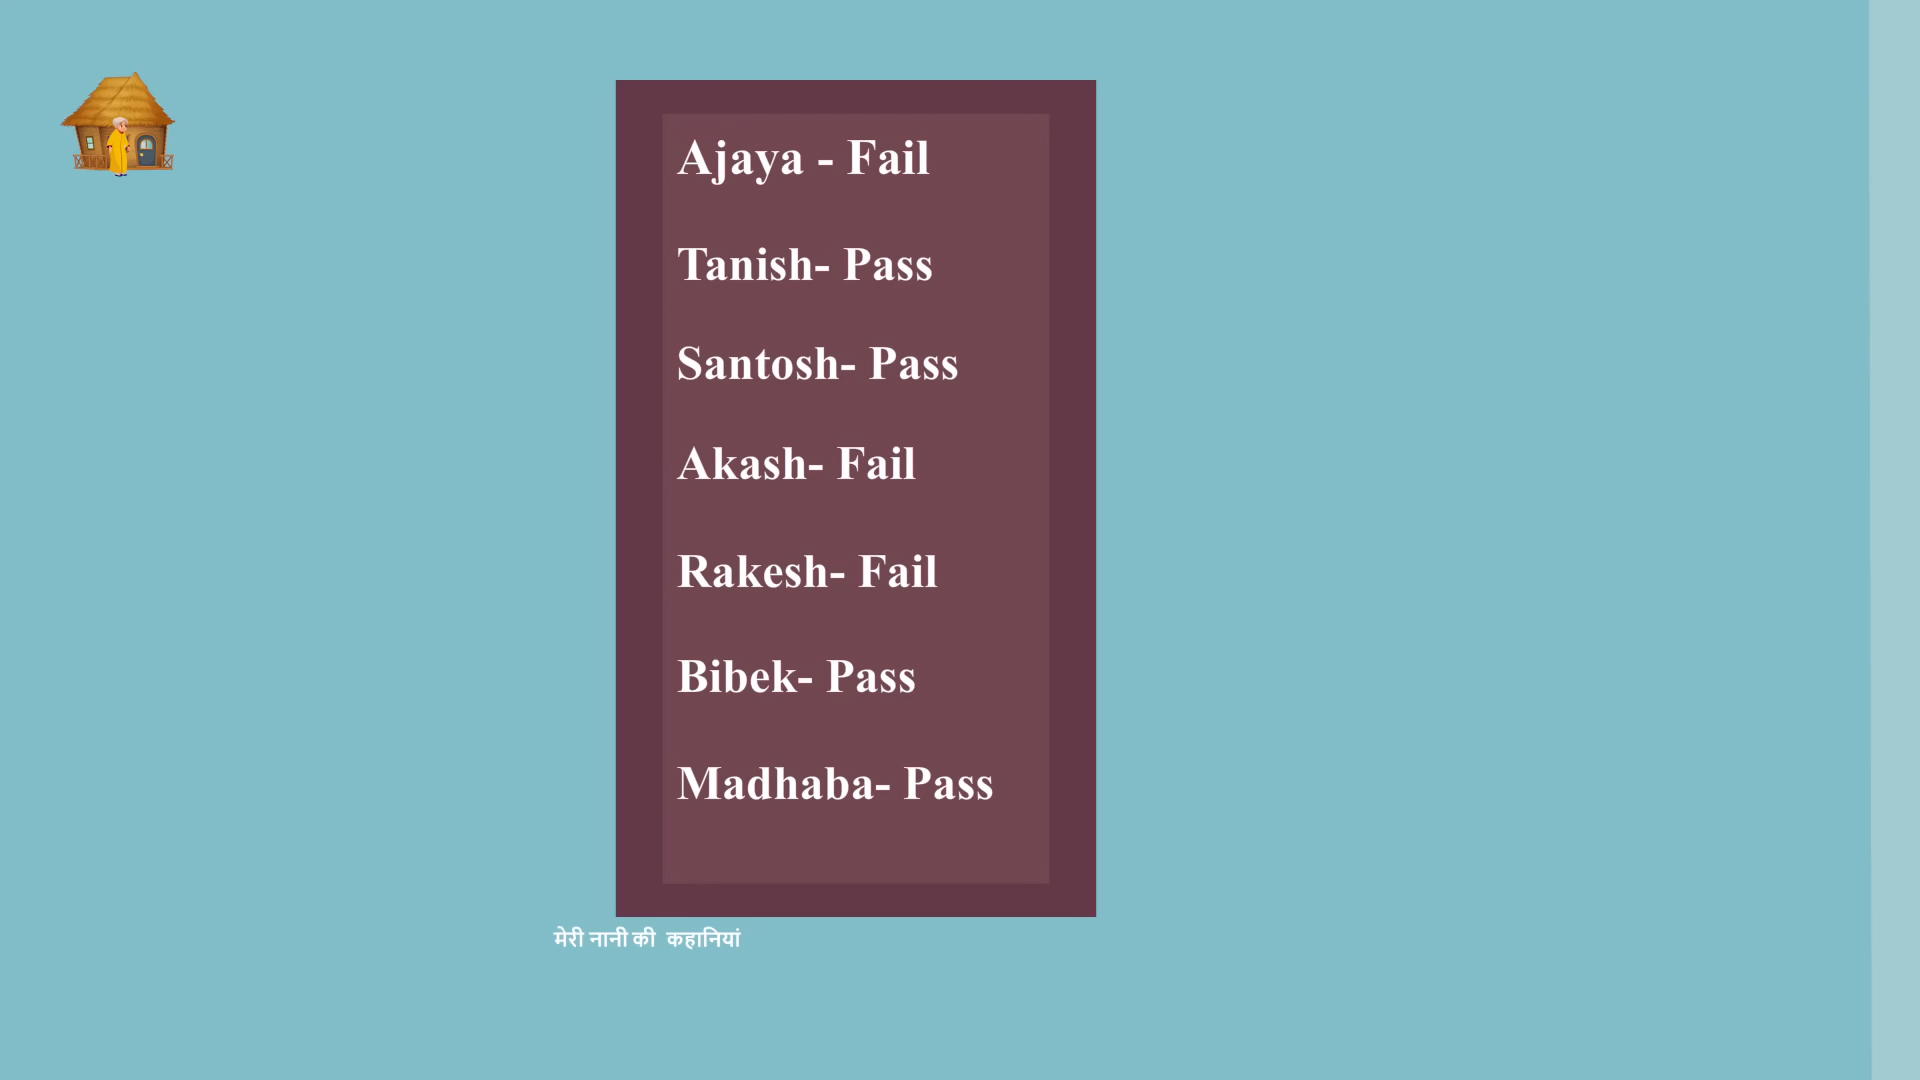 Ajaya - Fail
Tanish- Pass
Santosh- Pass
Akash- Fail
Rakesh- Fail
Bibek- Pass
Madhaba- Pass
मेरी नानी की कहानियां